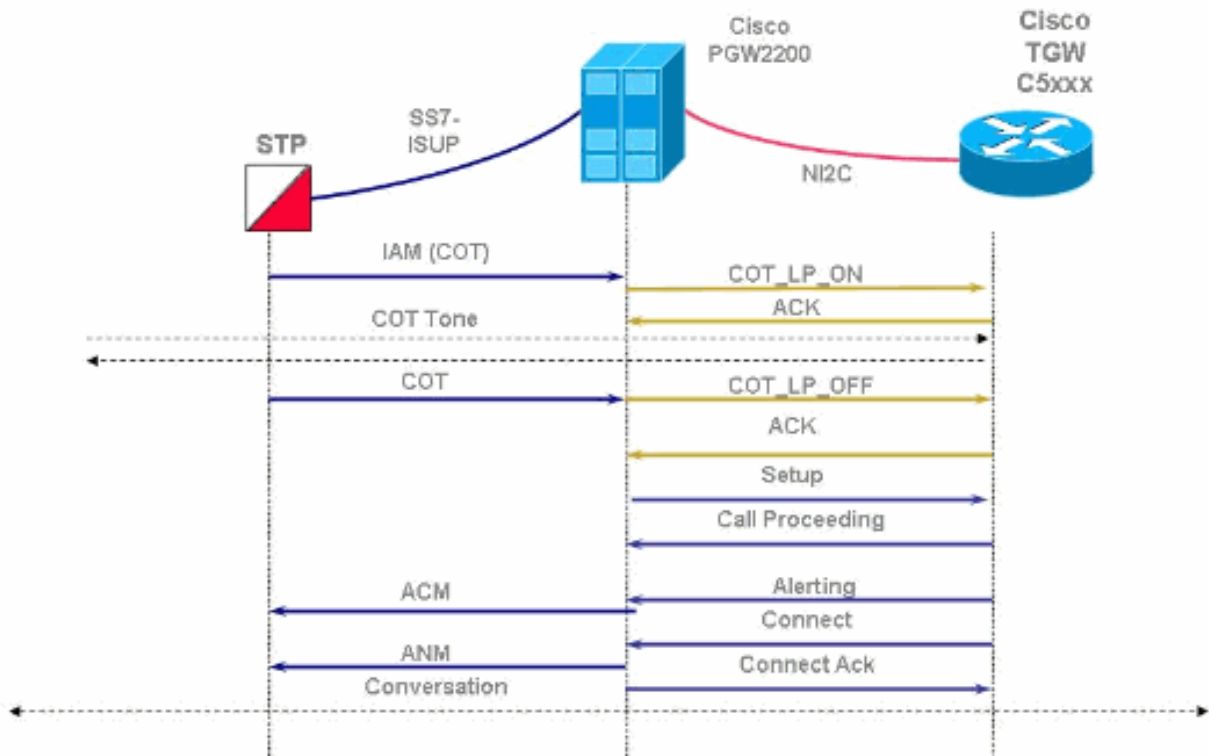 Cisco
PGW2200
Cisco
TGW
C5xxx
SS7-
ISUP
STP
NI2C
IAM (COT)
COT_LP_ON
ACK
COT Tone
COT
COT_LP_OFF
ACK
Setup
Call Proceeding
Alerting
ACM
Connect
ANM
Connect Ack
Conversation